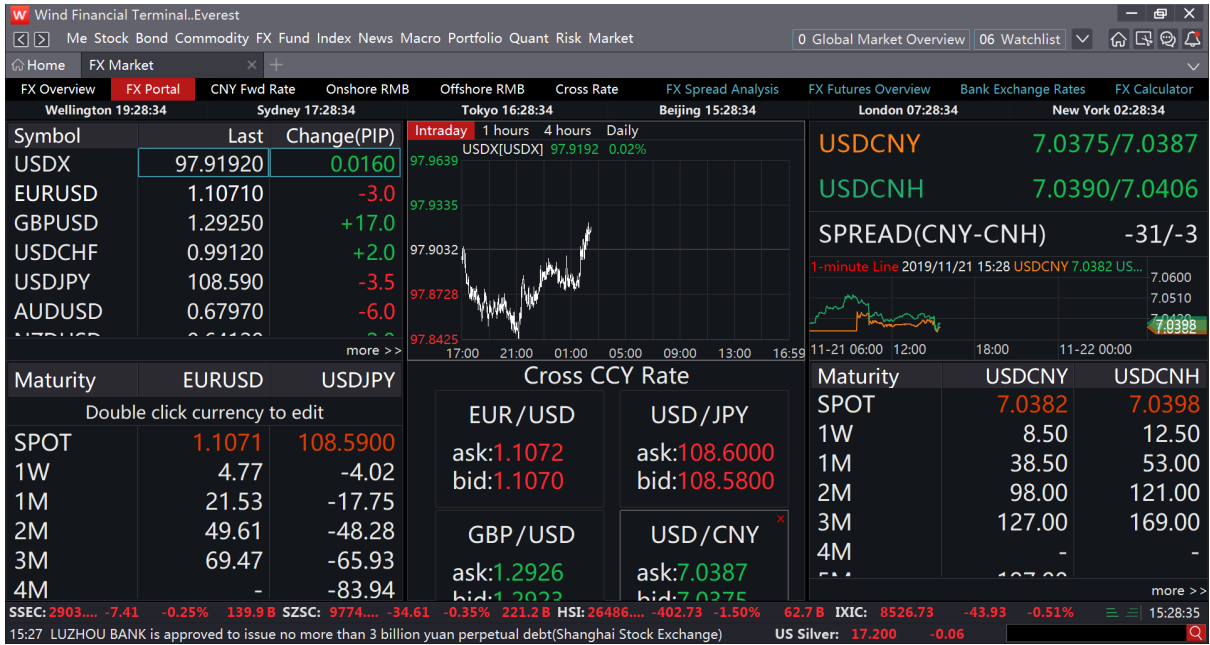 W Wind Financial Terminal..Everest
Me Stock Bond Commodity FX Fund Index News Macro Portfolio Quant Risk Market 0 Global Market Overview 06 Watchlist
Home FX Market × +
FX Overview FX Portal CNY Fwd Rate Onshore RMB Offshore RMB Cross Rate FX Spread Analysis FX Futures Overview Bank Exchange Rates FX Calculator
Wellington 19:28:34 Sydney 17:28:34 Tokyo 16:28:34 Beijing 15:28:34 London 07:28:34 New York 02:28:34
Symbol Last Change(PIP)
USDX 97.91920 0.0160
EURUSD 1.10710 -3.0
GBPUSD 1.29250 +17.0
USDCHF 0.99120 +2.0
USDJPY 108.590 -3.5
AUDUSD 0.67970 -6.0
more >>
Intraday 1 hours 4 hours Daily
USDX[USDX] 97.9192 0.02%
97.9639
97.9335
97.9032
97.8728
97.8425
17:00 21:00 01:00 05:00 09:00 13:00 16:59
USDCNY 7.0375/7.0387
USDCNH 7.0390/7.0406
SPREAD(CNY-CNH) -31/-3
1-minute Line 2019/11/21 15:28 USDCNY 7.0382 US...
7.0600
7.0510
7.0398
11-21 06:00 12:00 18:00 11-22 00:00
Maturity EURUSD USDJPY
Double click currency to edit
SPOT 1.1071 108.5900
1W 4.77 -4.02
1M 21.53 -17.75
2M 49.61 -48.28
3M 69.47 -65.93
4M - -83.94
Cross CCY Rate
EUR/USD USD/JPY
ask:1.1072 ask:108.6000
bid:1.1070 bid:108.5800
GBP/USD USD/CNY x
ask:1.2926 ask:7.0387
bid:1.2923 bid:7.0375
Maturity USDCNY USDCNH
SPOT 7.0382 7.0398
1W 8.50 12.50
1M 38.50 53.00
2M 98.00 121.00
3M 127.00 169.00
4M - -
more >>
SSEC: 2903.... -7.41 -0.25% 139.9 B SZSC: 9774.... -34.61 -0.35% 221.2 B HSI: 26486.... -402.73 -1.50% 62.7 B IXIC: 8526.73 -43.93 -0.51% 15:28:35
15:27 LUZHOU BANK is approved to issue no more than 3 billion yuan perpetual debt(Shanghai Stock Exchange) US Silver: 17.200 -0.06